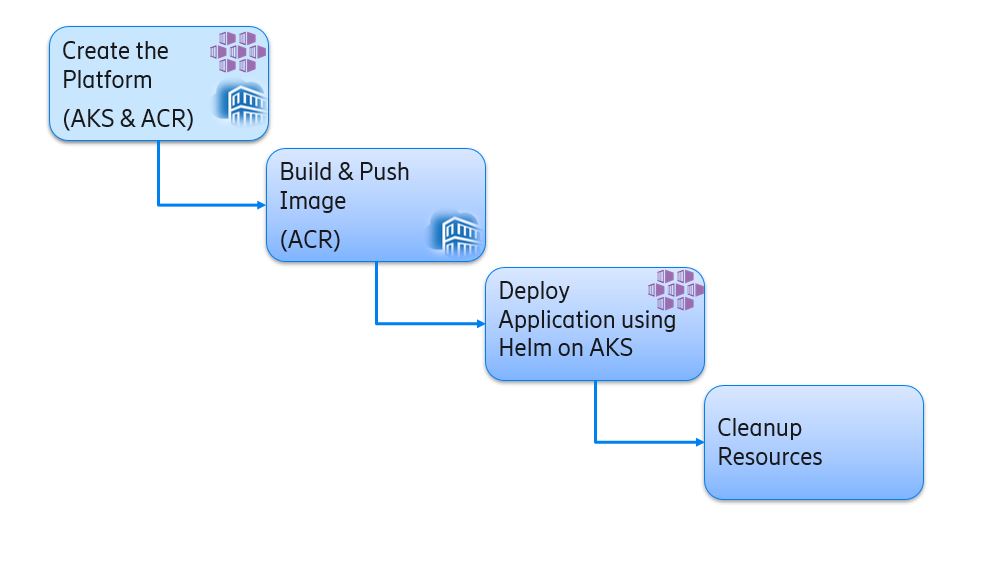 Create the
Platform
(AKS & ACR)
Build & Push
Image
(ACR)
Deploy
Application using
Helm on AKS
Cleanup
Resources